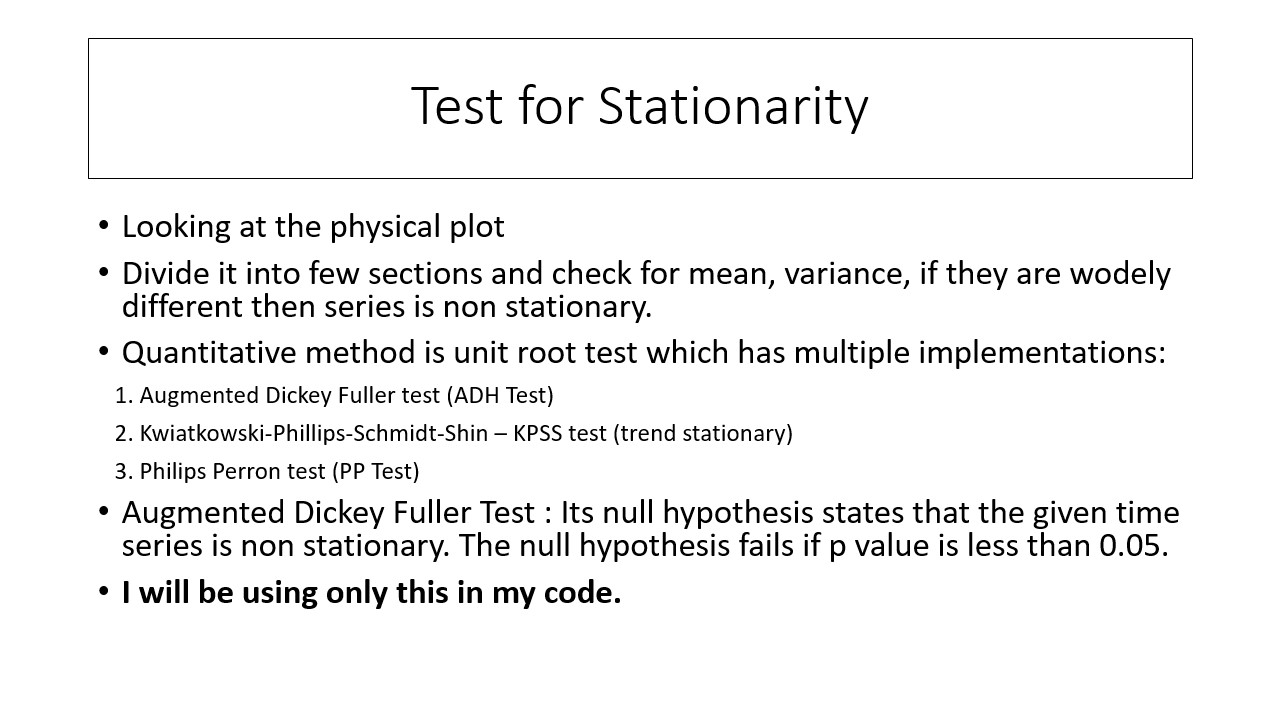 Test for Stationarity
• Looking at the physical plot
• Divide it into few sections and check for mean, variance, if they are wodely
different then series is non stationary.
• Quantitative method is unit root test which has multiple implementations:
1. Augmented Dickey Fuller test (ADH Test)
2. Kwiatkowski-Phillips-Schmidt-Shin – KPSS test (trend stationary)
3. Philips Perron test (PP Test)
• Augmented Dickey Fuller Test : Its null hypothesis states that the given time
series is non stationary. The null hypothesis fails if p value is less than 0.05.
• I will be using only this in my code.